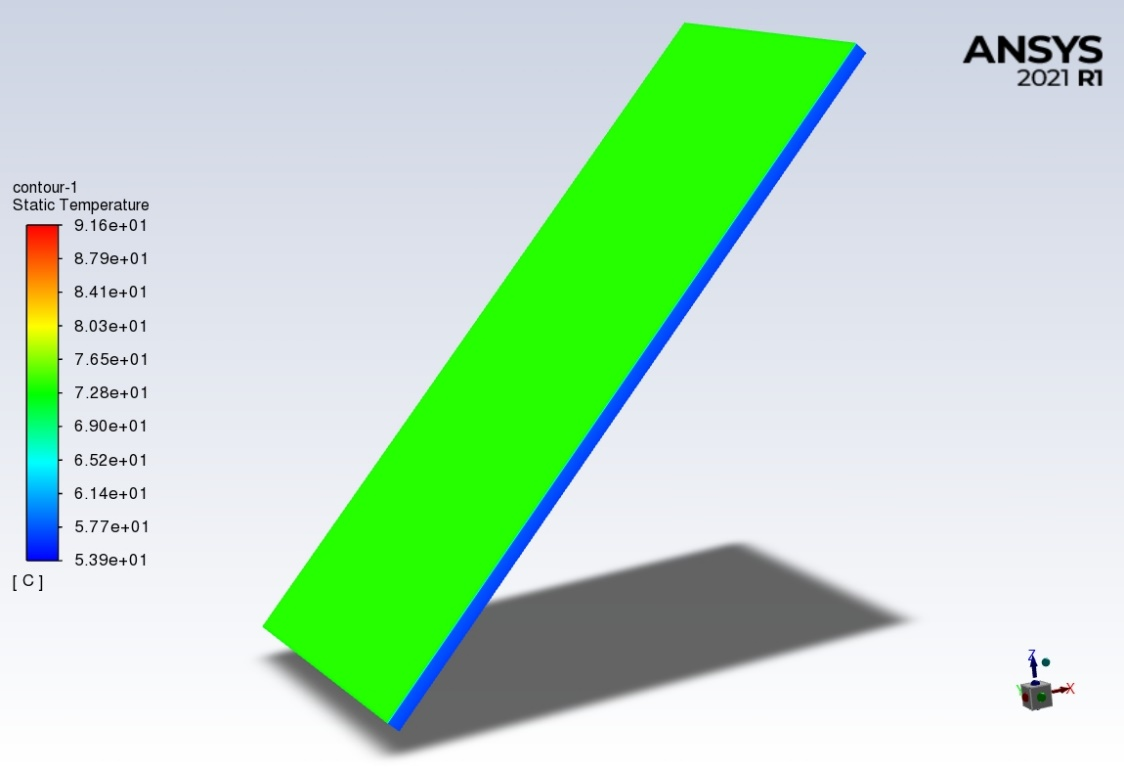 ANSYS
2021 R1
contour-1
Static Temperature
9.16e+01
8.79e+01
8.41e+01
8.03e+01
7.65e+01
7.28e+01
6.90e+01
6.52e+01
6.14e+01
5.77e+01
5.39e+01
[ C ]
Z
Y
X